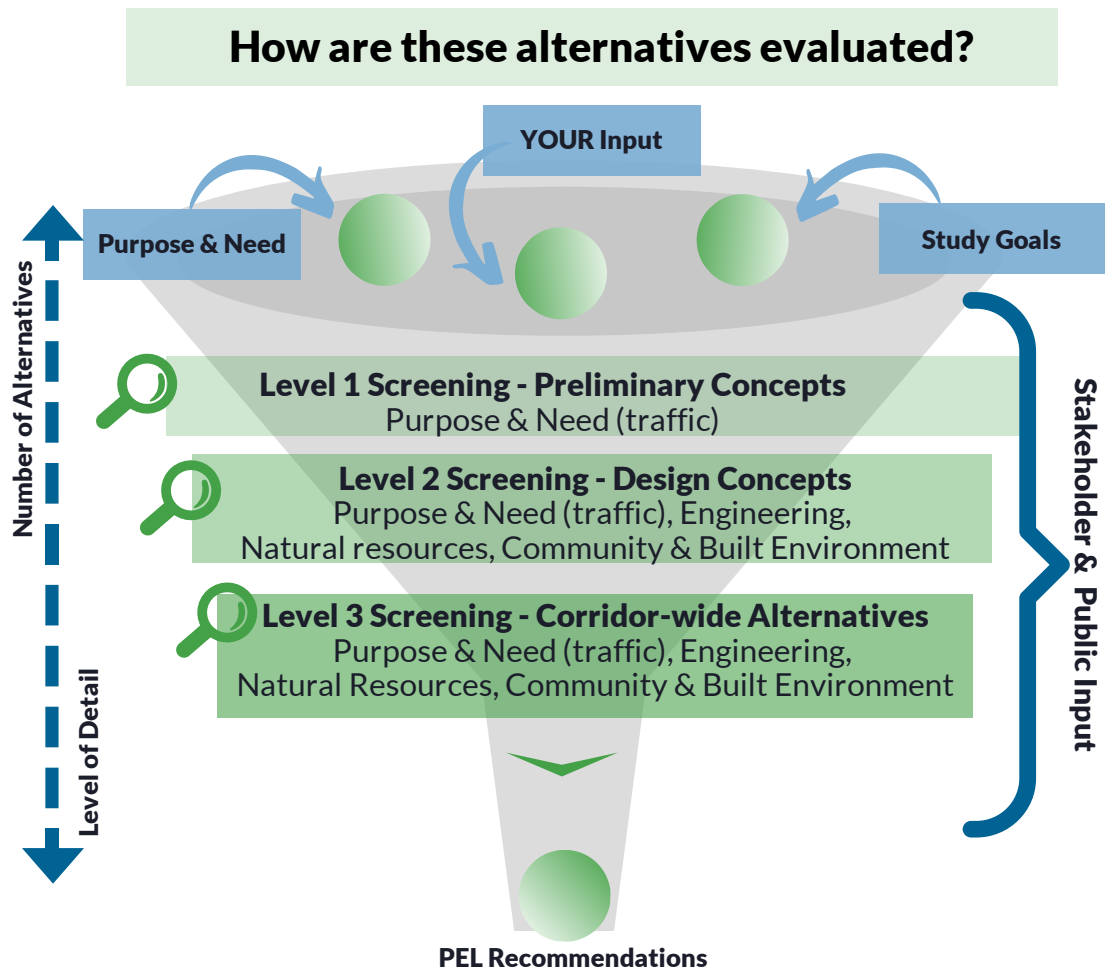 How are these alternatives evaluated?
YOUR Input
Purpose & Need
Study Goals
Number of Alternatives
Level of Detail
Level 1 Screening - Preliminary Concepts
Purpose & Need (traffic)
Level 2 Screening - Design Concepts
Purpose & Need (traffic), Engineering,
Natural resources, Community & Built Environment
Level 3 Screening - Corridor-wide Alternatives
Purpose & Need (traffic), Engineering,
Natural Resources, Community & Built Environment
Stakeholder & Public Input
PEL Recommendations